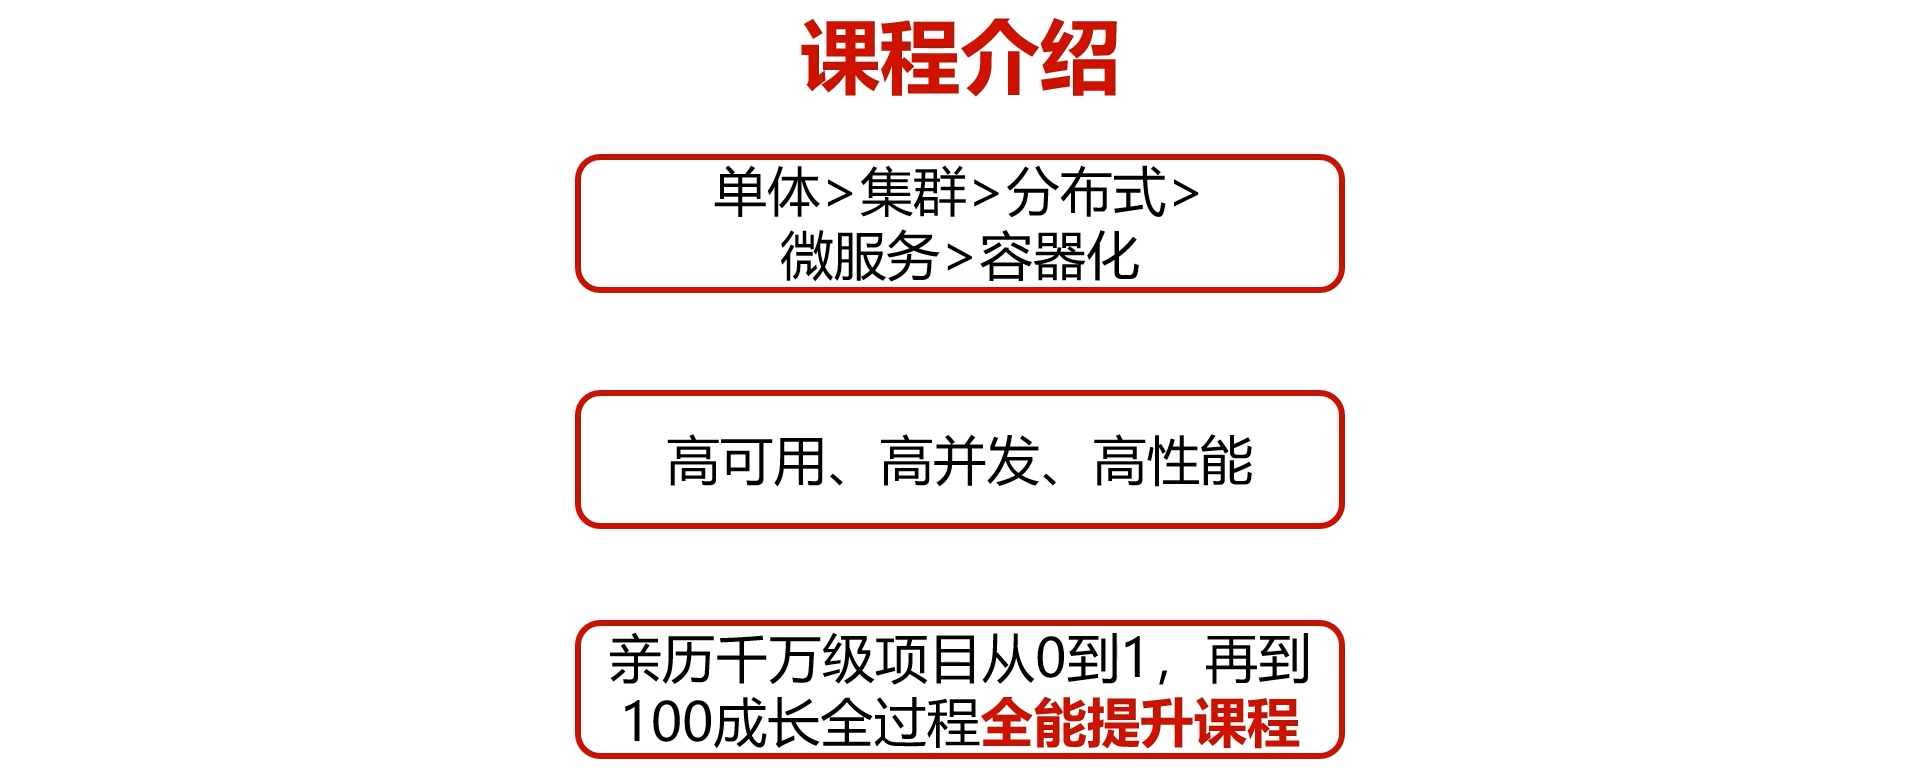 课程介绍
单体>集群>分布式>
微服务>容器化
高可用、高并发、高性能
亲历千万级项目从0到1，再到
100成长全过程全能提升课程